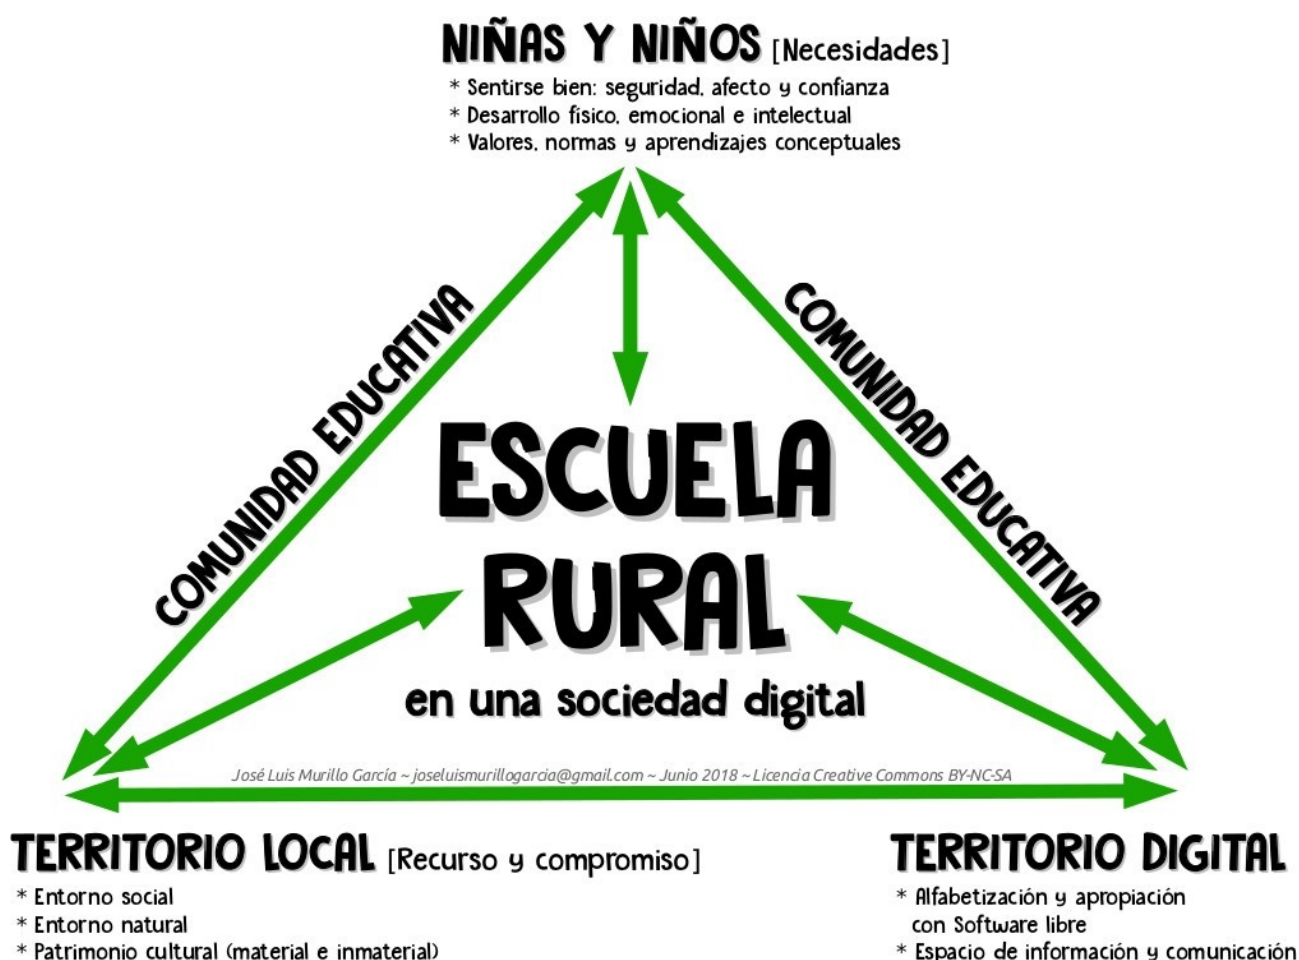 NIÑAS Y NIÑOS [Necesidades]
* Sentirse bien: seguridad, afecto y confianza
* Desarrollo físico, emocional e intelectual
* Valores, normas y aprendizajes conceptuales
COMUNIDAD EDUCATIVA
COMUNIDAD EDUCATIVA
ESCUELA
RURAL
en una sociedad digital
José Luis Murillo García ~ joseluismurillogarcia@gmail.com ~ Junio 2018 ~ Licencia Creative Commons BY-NC-SA
TERRITORIO LOCAL [Recurso y compromiso]
* Entorno social
* Entorno natural
* Patrimonio cultural (material e inmaterial)
TERRITORIO DIGITAL
* Alfabetización y apropiación
con Software libre
* Espacio de información y comunicación